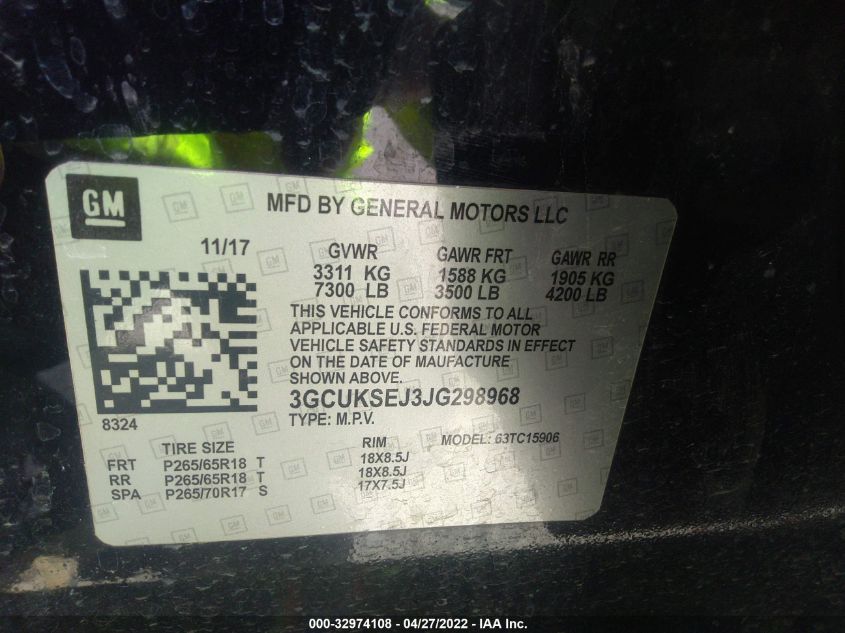 GM
MFD BY GENERAL MOTORS LLC
11/17
GVWR GAWR FRT GAWR RR
3311 KG 1588 KG 1905 KG
7300 LB 3500 LB 4200 LB
THIS VEHICLE CONFORMS TO ALL
APPLICABLE U.S. FEDERAL MOTOR
VEHICLE SAFETY STANDARDS IN EFFECT
ON THE DATE OF MAUFACTURE
SHOWN ABOVE.
3GCUKSEJ3JG298968
8324
TYPE: M.P.V.
MODEL: 63TC15906
TIRE SIZE RIM
FRT P265/65R18 T 18X8.5J
RR P265/65R18 T 18X8.5J
SPA P265/70R17 S 17X7.5J
000-32974108 - 04/27/2022 - IAA Inc.